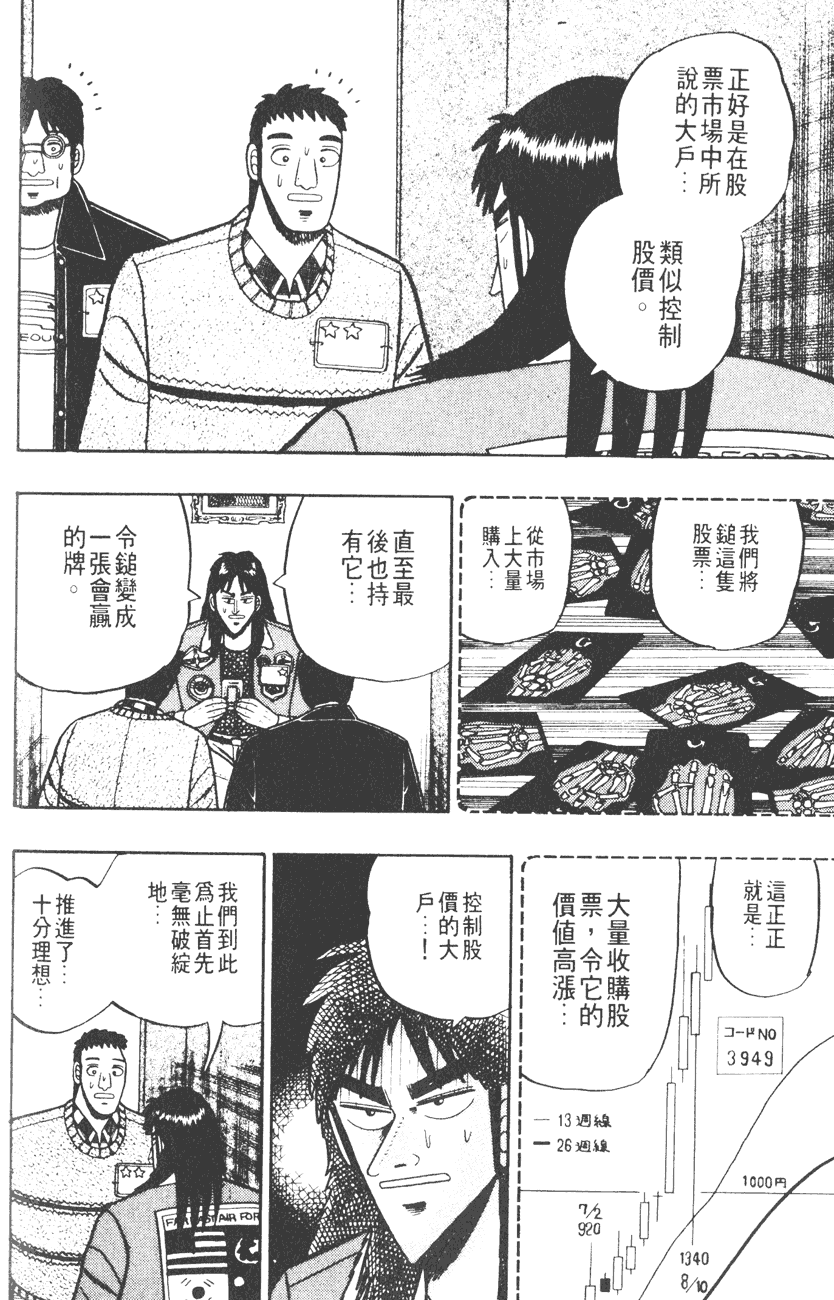 正好是在股
票市場中所
說的大戶…
類似控制
股價。
我們將
鎚這隻
股票…
從市場
上大量
購入…
直至最
後也持
有它…
令鎚變成
一張會贏
的牌。
這正正
就是…
大量收購股
票，令它的
價值高漲…
コードNO
3949
13週線
26週線
1000円
7/2
920
1340
8/10
控制股
價的大
戶…!
我們到此
爲止首先
毫無破綻
地…
推進了…
十分理想…